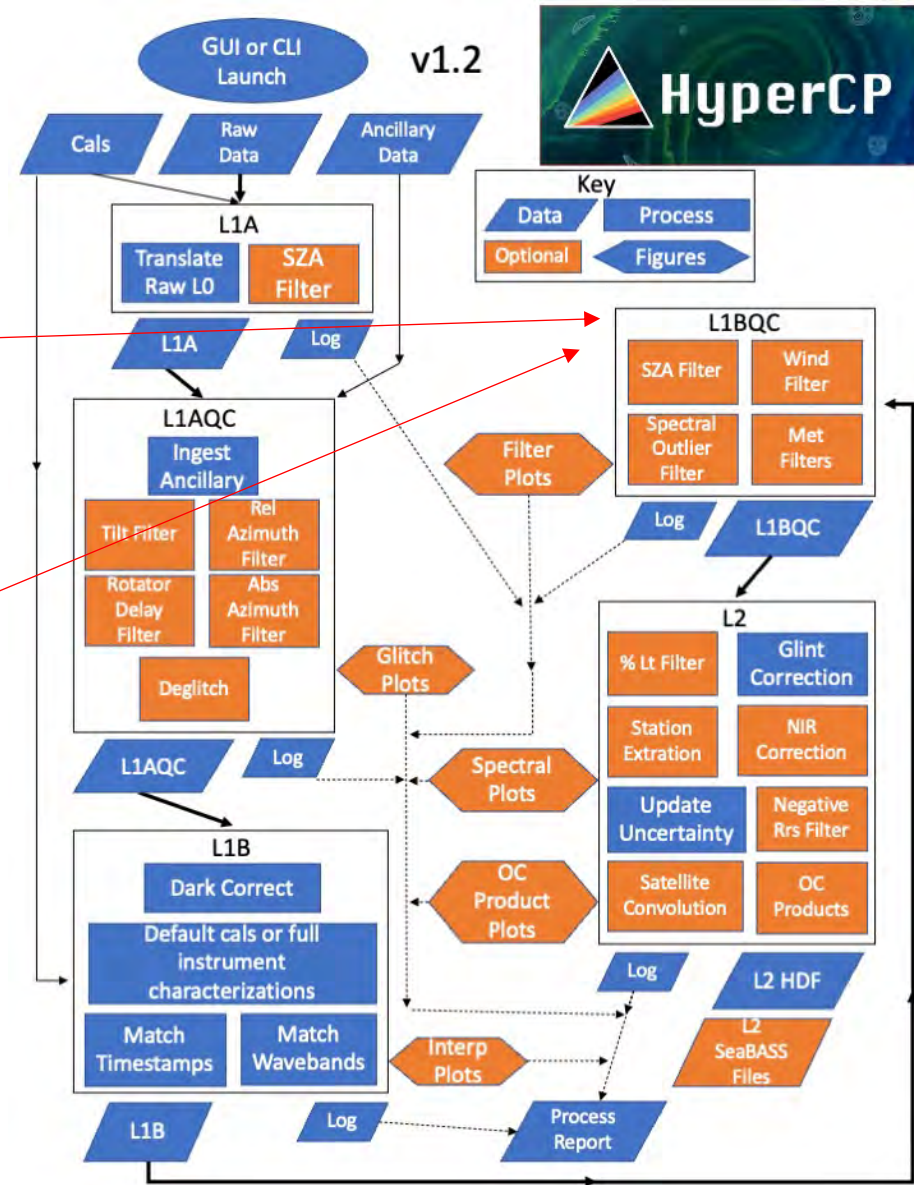 GUI or CLI
Launch
v1.2
HyperCP
Cals
Raw
Data
Ancillary
Data
Key
Data
Process
Optional
Figures
L1A
Translate
Raw L0
SZA
Filter
L1A
Log
L1AQC
Ingest
Ancillary
Tilt Filter
Rel
Azimuth
Filter
Rotator
Delay
Filter
Abs
Azimuth
Filter
Deglitch
L1AQC
Log
Glitch
Plots
L1B
Dark Correct
Default cals or full
instrument
characterizations
Match
Timestamps
Match
Wavebands
Interp
Plots
L1B
Log
L1BQC
SZA Filter
Wind
Filter
Spectral
Outlier
Filter
Met
Filters
Filter
Plots
Log
L1BQC
L2
% Lt Filter
Glint
Correction
Station
Extration
NIR
Correction
Update
Uncertainty
Negative
Rrs Filter
Satellite
Convolution
OC
Products
Spectral
Plots
OC
Product
Plots
Log
L2 HDF
L2
SeaBASS
Files
Process
Report